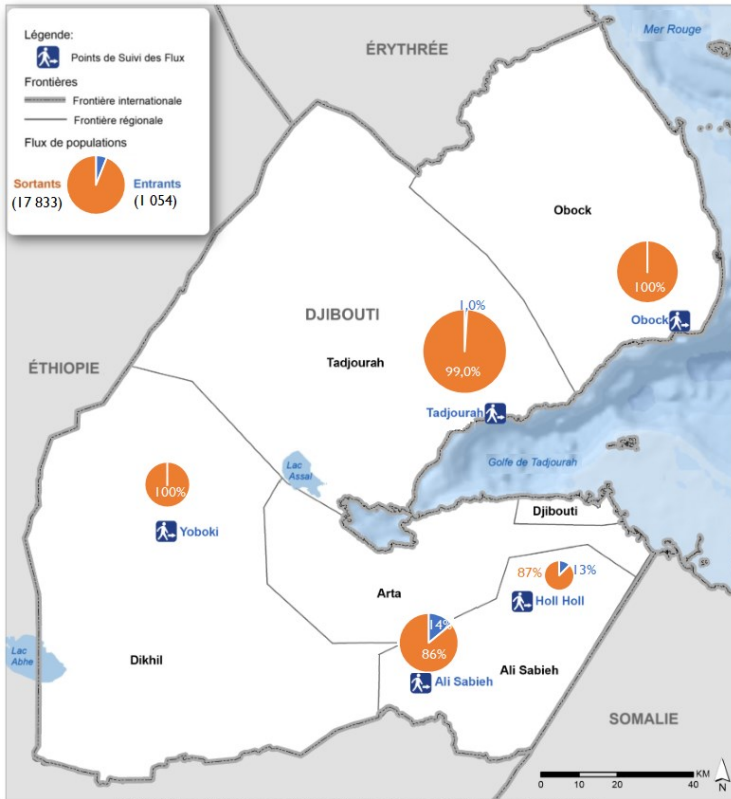 Légende:
Points de Suivi des Flux
Frontières
Frontière internationale
Frontière régionale
Flux de populations
Sortants
(17 833)
Entrants
(1 054)
Mer Rouge
ÉRYTHRÉE
Obock
100%
Obock
DJIBOUTI
1,0%
Tadjourah
99,0%
ÉTHIOPIE
Tadjourah
Lac
Assal
Golfe de Tadjourah
100%
Yoboki
Djibouti
87%
13%
Arta
Holl Holl
14%
86%
Dikhil
Lac
Abhe
Ali Sabieh
Ali Sabieh
SOMALIE
KM
0 10 20 40
N